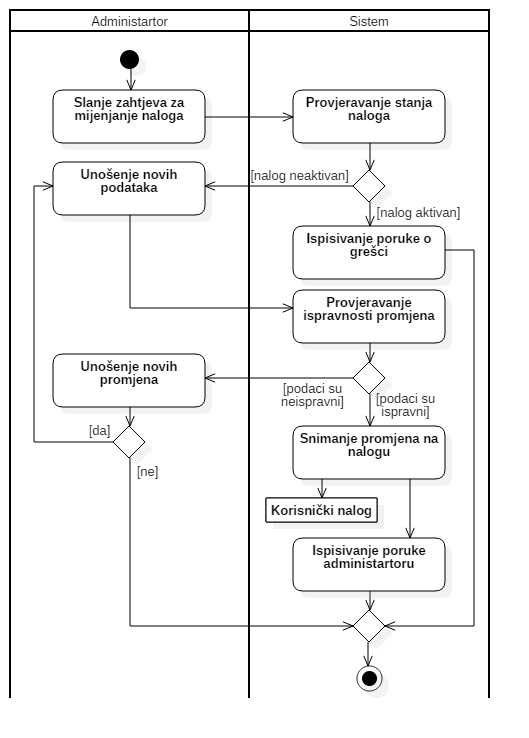 Administartor
Sistem
Slanje zahtjeva za
mijenjanje naloga
Provjeravanje stanja
naloga
Unošenje novih
podataka
[nalog neaktivan]
[nalog aktivan]
Ispisivanje poruke o
grešci
Provjeravanje
ispravnosti promjena
Unošenje novih
promjena
[podaci su
neispravni]
[podaci su
ispravni]
[da]
[ne]
Snimanje promjena na
nalogu
Korisnički nalog
Ispisivanje poruke
administartoru